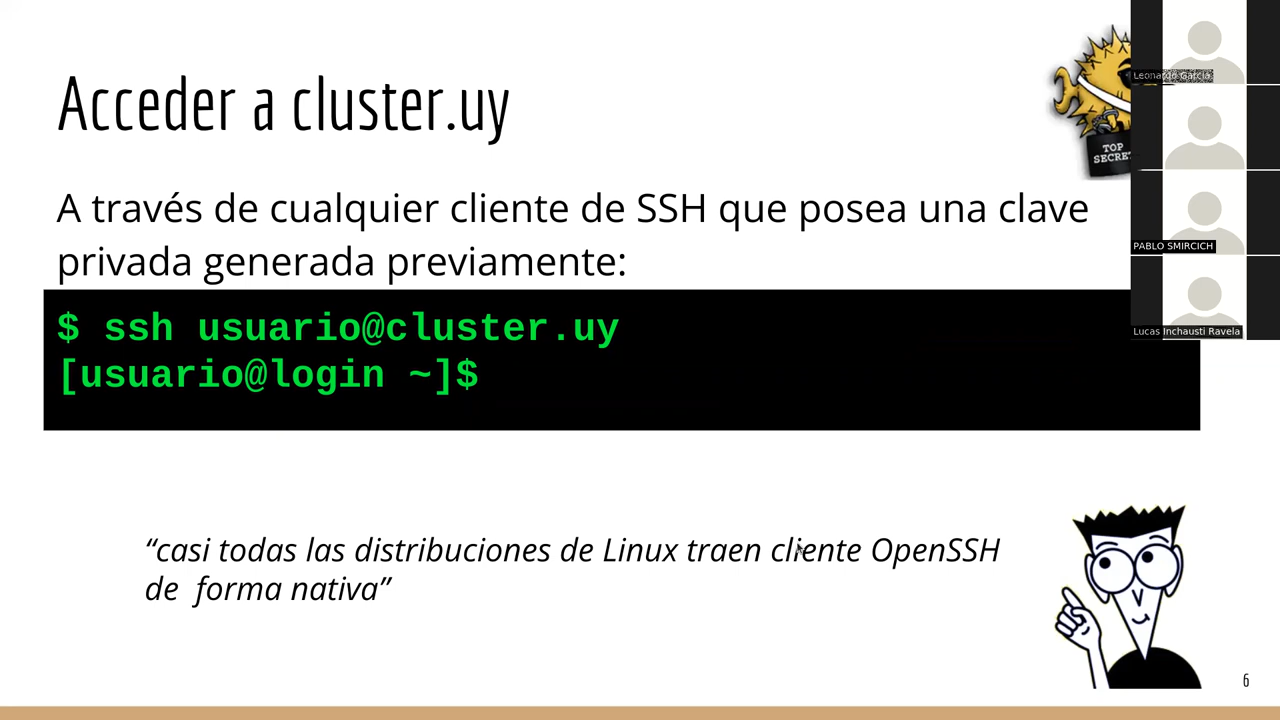 Acceder a cluster.uy
TOP
SECRE
Leonardo García
A través de cualquier cliente de SSH que posea una clave
privada generada previamente:
PABLO SMIRCICH
Lucas Inchausti Ravela
$ ssh usuario@cluster.uy
[usuario@login ~]$
“casi todas las distribuciones de Linux traen cliente OpenSSH
de forma nativa”
6